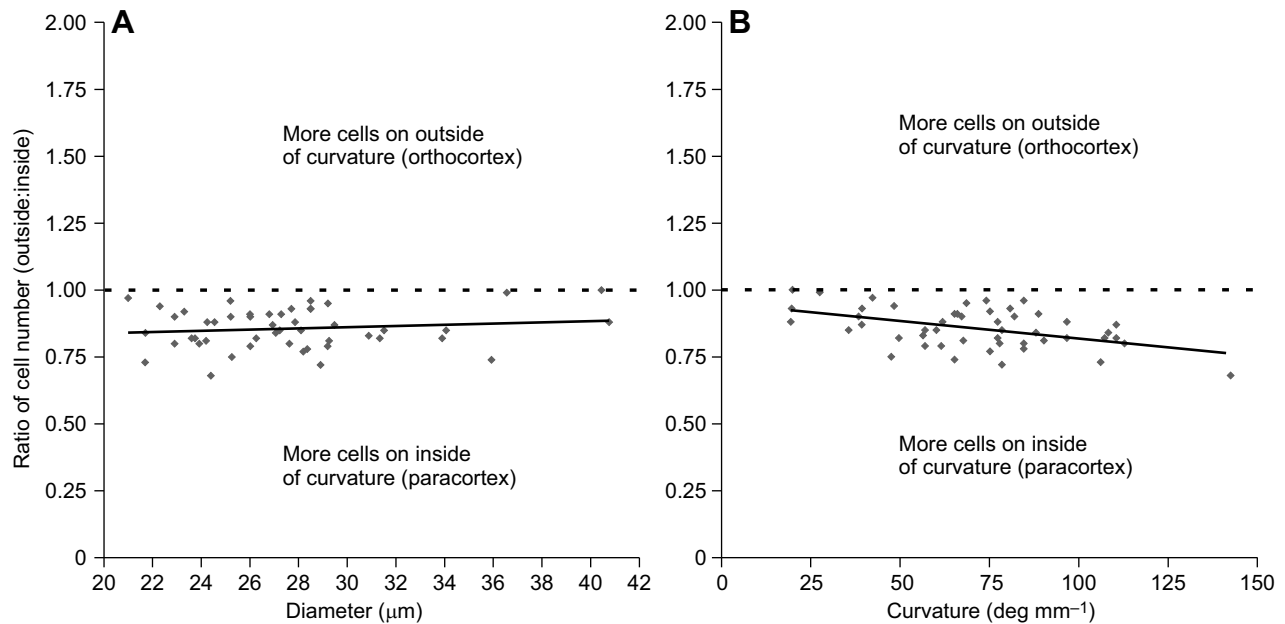 A
Ratio of cell number (outside:inside)
2.00
1.75
1.50
1.25
1.00
0.75
0.50
0.25
0
More cells on outside
of curvature (orthocortex)
More cells on inside
of curvature (paracortex)
20 22 24 26 28 30 32 34 36 38 40 42
Diameter (μm)
B
2.00
1.75
1.50
1.25
1.00
0.75
0.50
0.25
0
More cells on outside
of curvature (orthocortex)
More cells on inside
of curvature (paracortex)
0 25 50 75 100 125 150
Curvature (deg mm⁻¹)